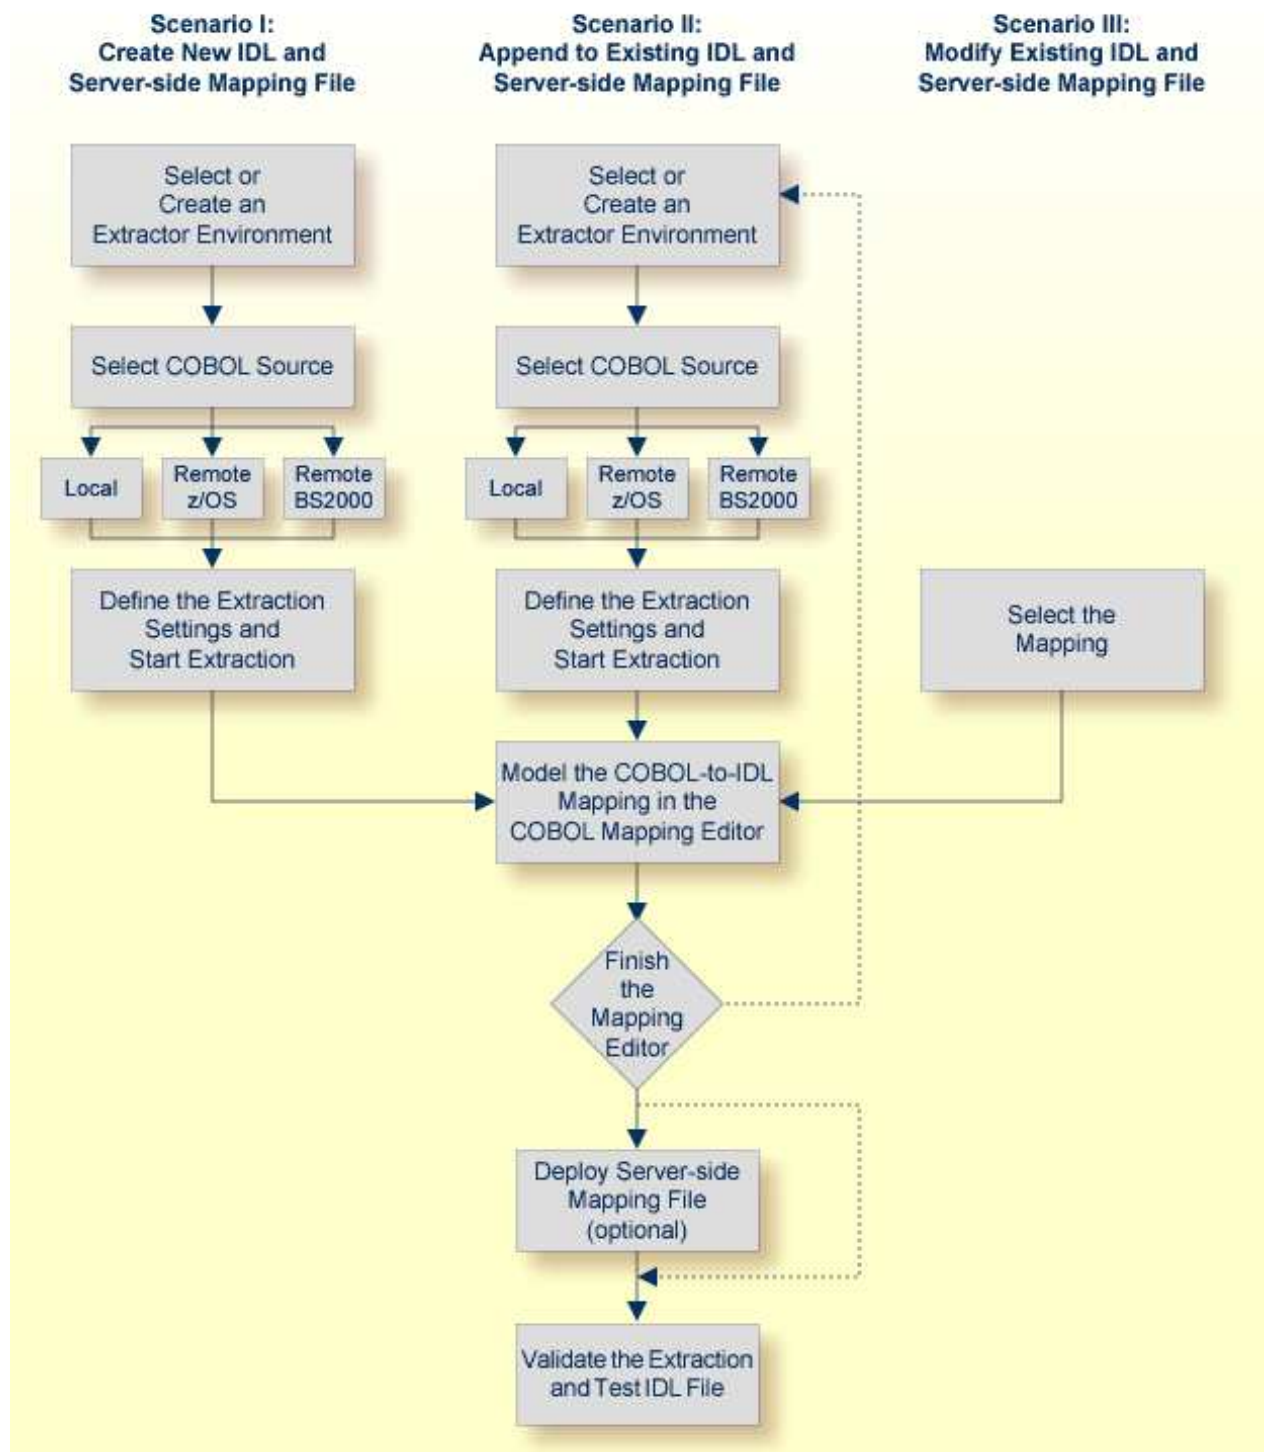 Scenario I:
Create New IDL and
Server-side Mapping File
Scenario II:
Append to Existing IDL and
Server-side Mapping File
Scenario III:
Modify Existing IDL and
Server-side Mapping File
Select or
Create an
Extractor Environment
Select or
Create an
Extractor Environment
Select COBOL Source
Select COBOL Source
Local
Remote
z/OS
Remote
BS2000
Local
Remote
z/OS
Remote
BS2000
Define the Extraction
Settings and
Start Extraction
Define the Extraction
Settings and
Start Extraction
Select the
Mapping
Model the COBOL-to-IDL
Mapping in the
COBOL Mapping Editor
Finish
the
Mapping
Editor
Deploy Server-side
Mapping File
(optional)
Validate the Extraction
and Test IDL File